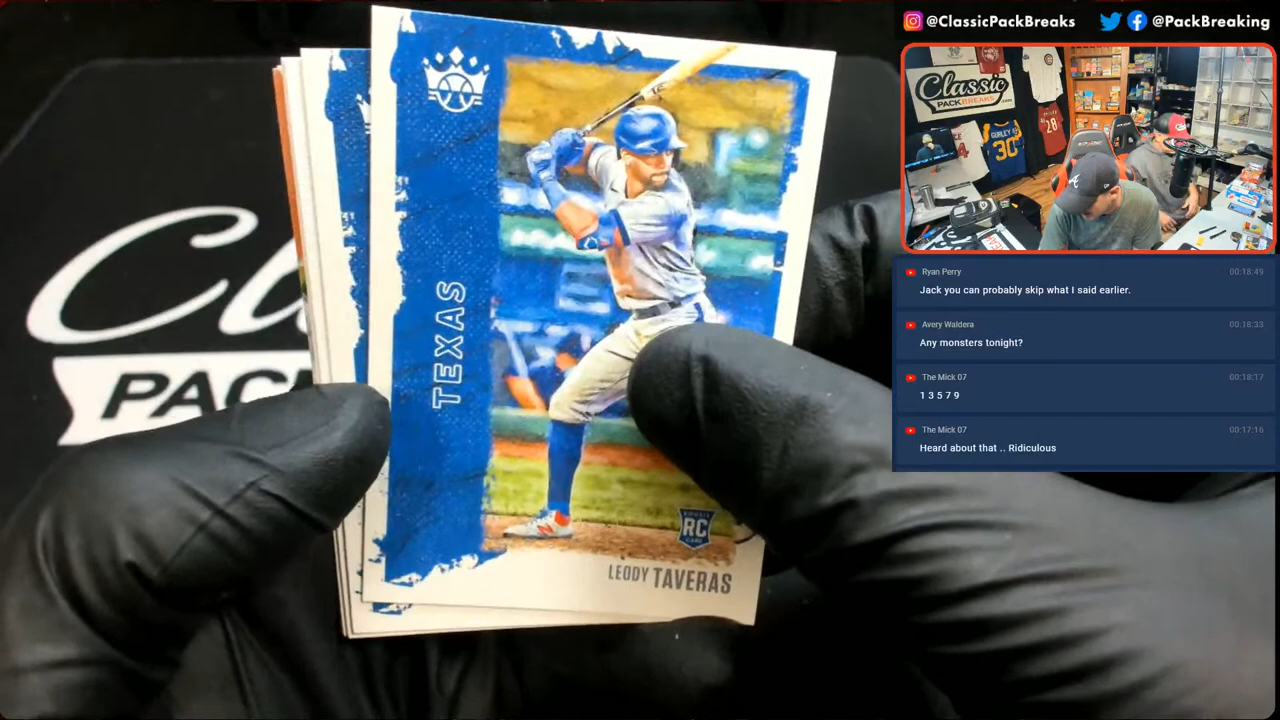 @ClassicPackBreaks
@PackBreaking
Classic
PACKBREAKS.com
GURLEY
30
28
Ryan Perry
00:18:49
Jack you can probably skip what I said earlier.
Avery Waldera
00:18:33
Any monsters tonight?
The Mick 07
00:18:17
1 3 5 7 9
The Mick 07
00:17:16
Heard about that .. Ridiculous
TEXAS
RC
LEODY TAVERAS
Cl
PAC